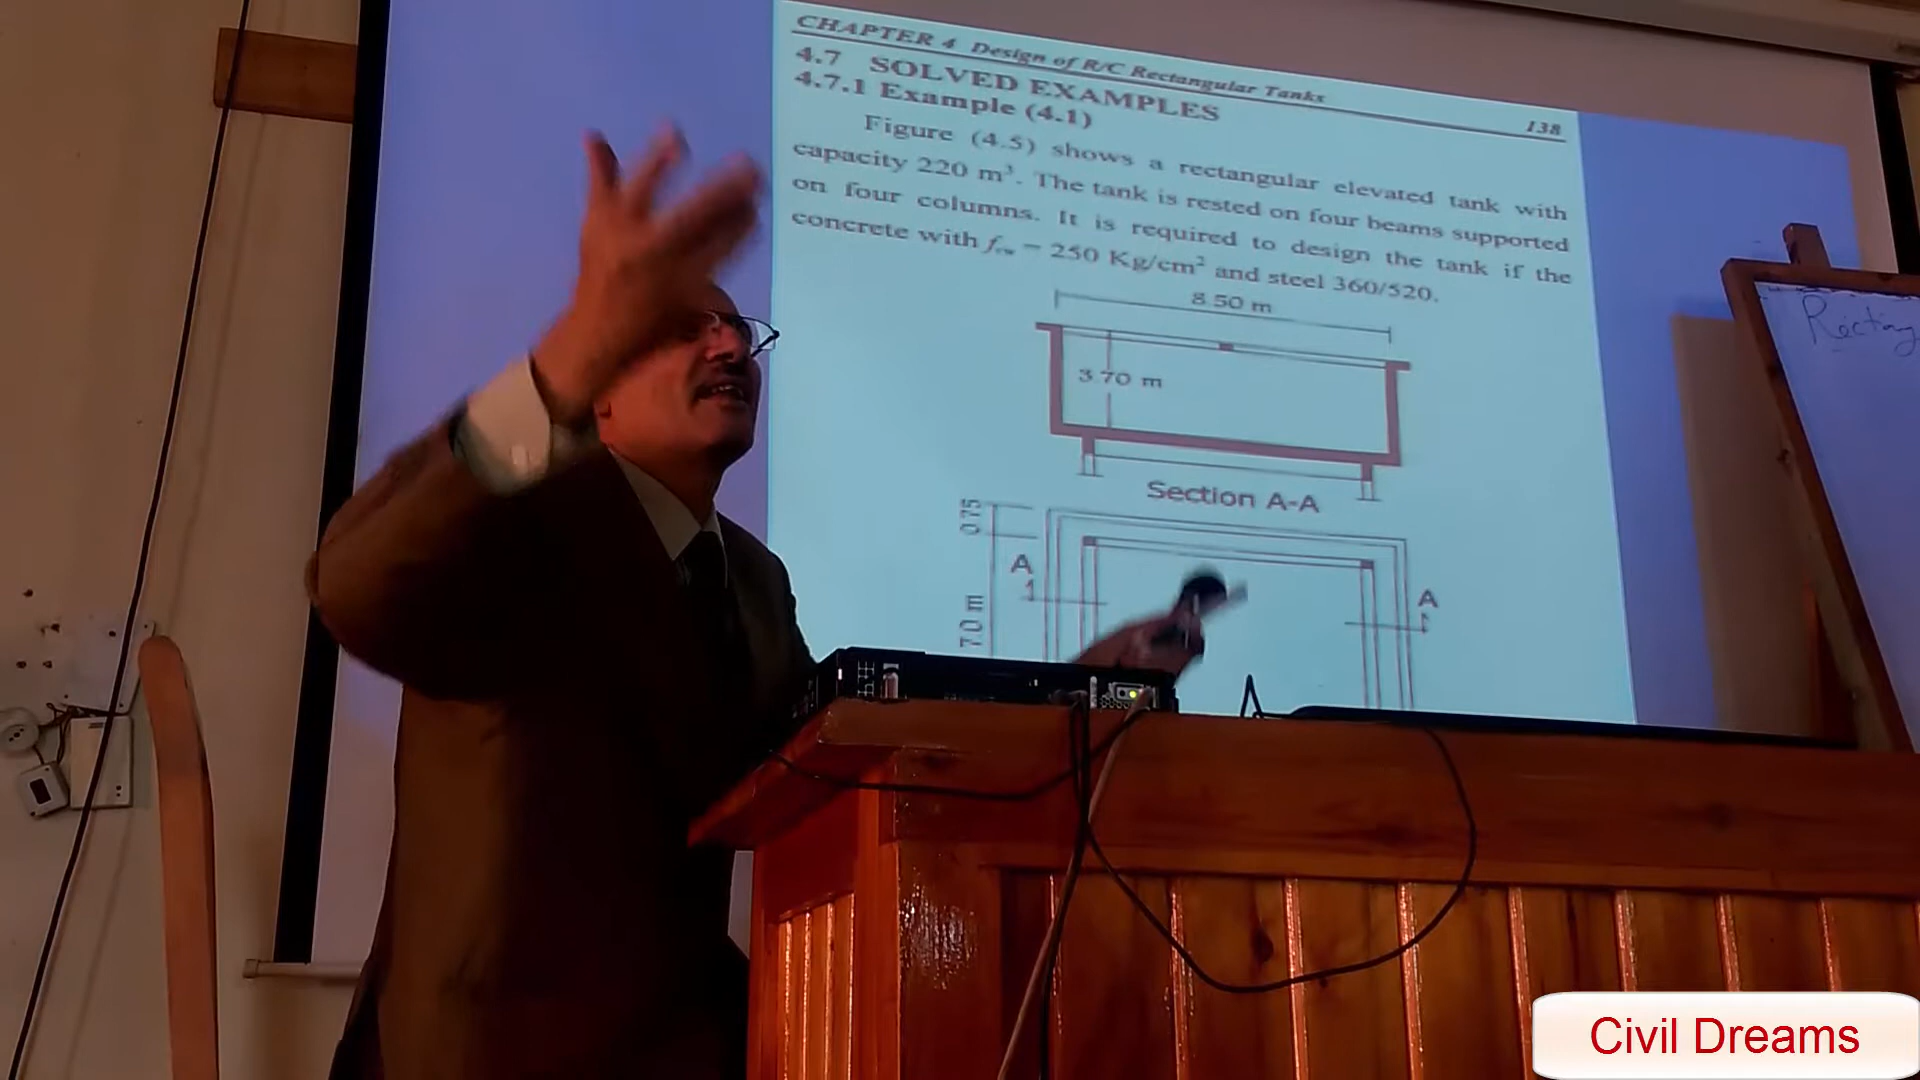 CHAPTER 4 Design of R/C Rectangular Tanks
138
4.7 SOLVED EXAMPLES
4.7.1 Example (4.1)
Figure (4.5) shows a rectangular elevated tank with
capacity 220 m³. The tank is rested on four beams supported
on four columns. It is required to design the tank if the
concrete with fcu = 250 Kg/cm² and steel 360/520.
8.50 m
3.70 m
Section A-A
0.75
A
A
7.0 m
Civil Dreams